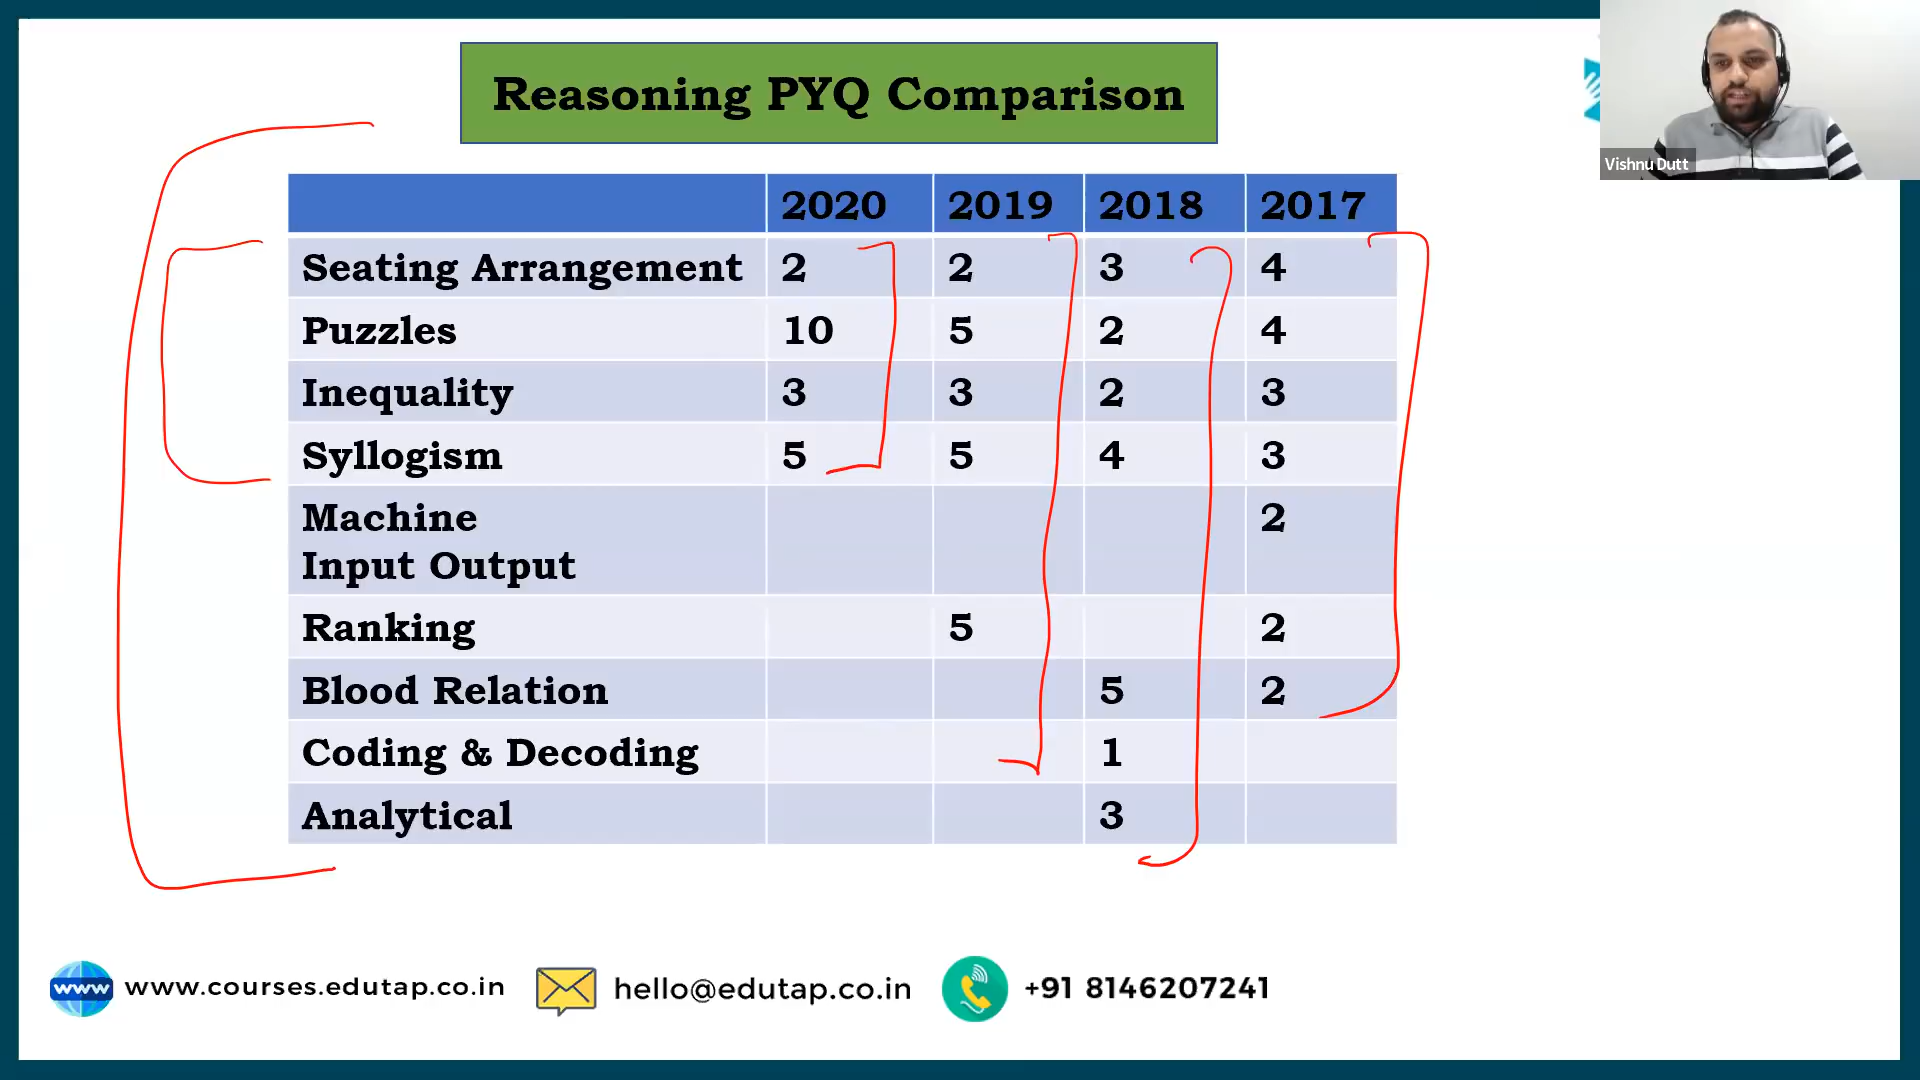 Reasoning PYQ Comparison
Vishnu Dutt
2020 2019 2018 2017
Seating Arrangement 2 2 3 4
Puzzles 10 5 2 4
Inequality 3 3 2 3
Syllogism 5 5 4 3
Machine 2
Input Output
Ranking 5 2
Blood Relation 5 2
Coding & Decoding 1
Analytical 3
www www.courses.edutap.co.in hello@edutap.co.in +91 8146207241